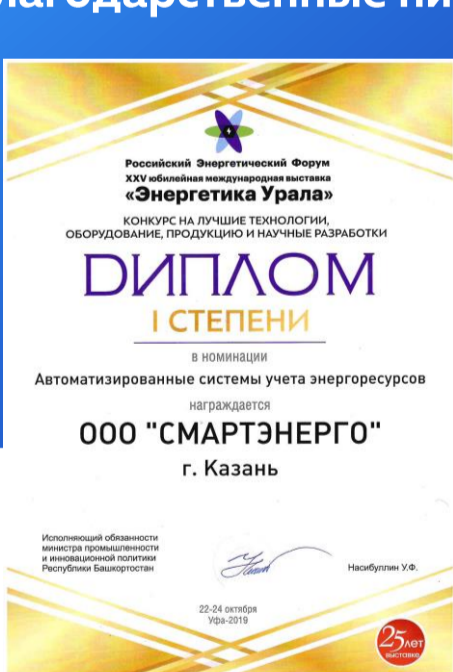 Российский Энергетический Форум
XXV юбилейная международная выставка
«Энергетика Урала»
КОНКУРС НА ЛУЧШИЕ ТЕХНОЛОГИИ,
ОБОРУДОВАНИЕ, ПРОДУКЦИЮ И НАУЧНЫЕ РАЗРАБОТКИ
ДИПЛОМ
I СТЕПЕНИ
в номинации
Автоматизированные системы учета энергоресурсов
награждается
ООО "СМАРТЭНЕРГО"
г. Казань
Исполняющий обязанности
министра промышленности
и инновационной политики
Республики Башкортостан
Насибуллин У.Ф.
22-24 октября
Уфа-2019
25 лет
выставке